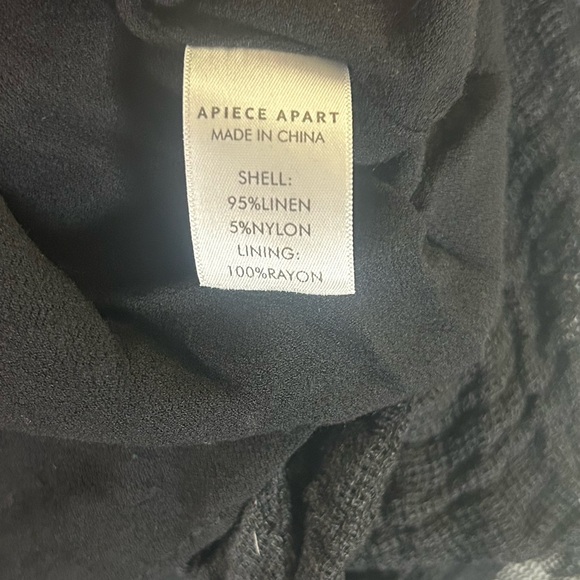 APIECE APART
MADE IN CHINA
SHELL:
95%LINEN
5%NYLON
LINING:
100%RAYON